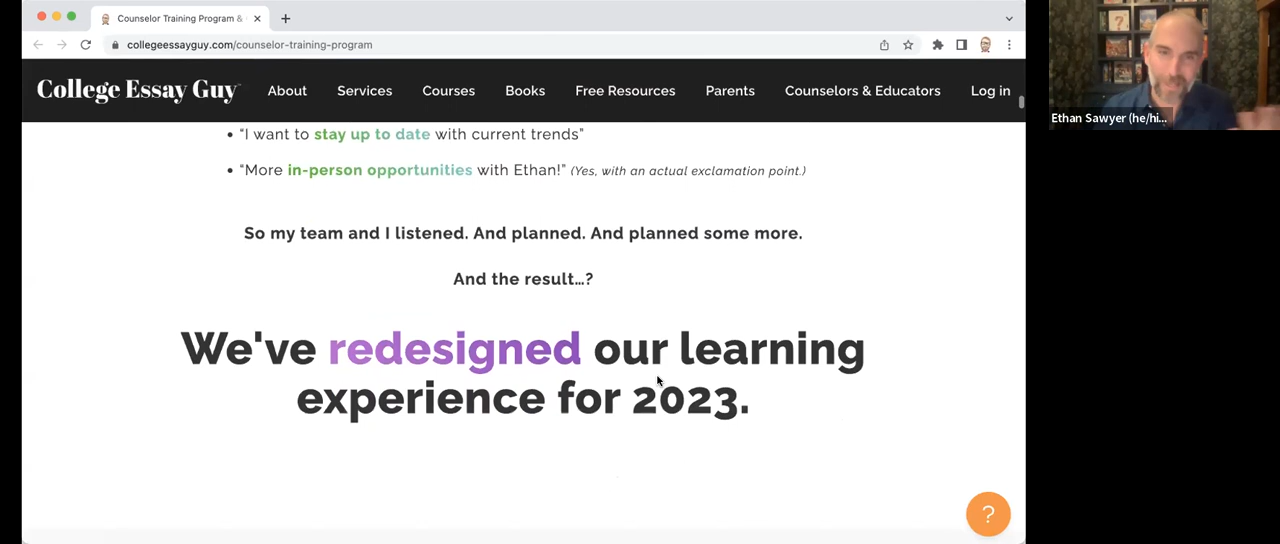 Counselor Training Program &
collegeessayguy.com/counselor-training-program
College Essay Guy
About Services Courses Books Free Resources Parents Counselors & Educators Log in
• “I want to stay up to date with current trends”
• “More in-person opportunities with Ethan!” (Yes, with an actual exclamation point.)
So my team and I listened. And planned. And planned some more.
And the result...?
We've redesigned our learning
experience for 2023.
?
Ethan Sawyer (he/hi...